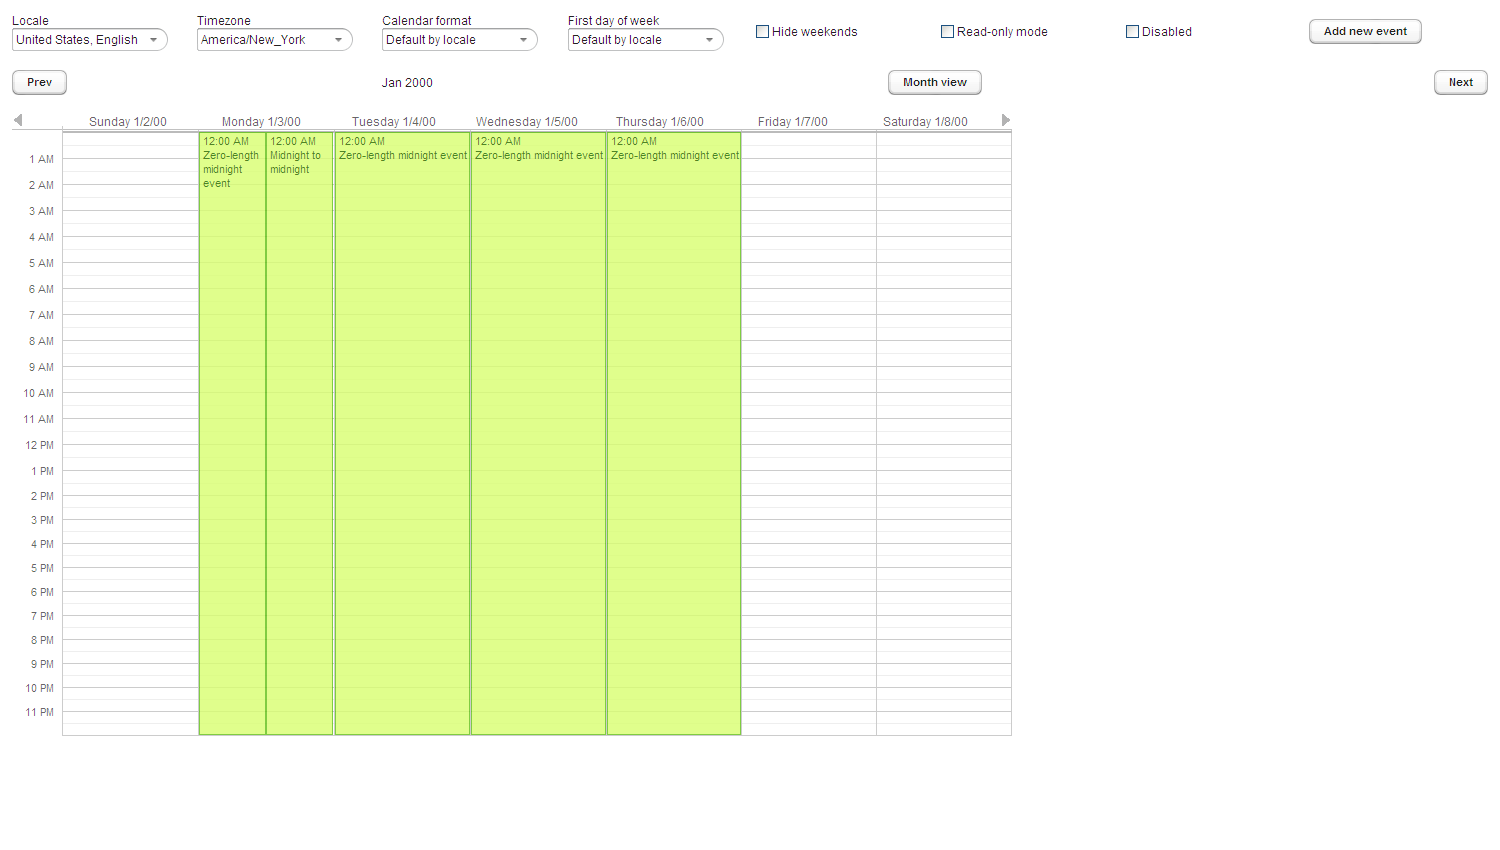 Locale Timezone Calendar format First day of week
United States, English America/New_York Default by locale Default by locale Hide weekends Read-only mode Disabled Add new event
Prev Jan 2000 Month view Next
Sunday 1/2/00 Monday 1/3/00 Tuesday 1/4/00 Wednesday 1/5/00 Thursday 1/6/00 Friday 1/7/00 Saturday 1/8/00
12:00 AM
Zero-length
midnight
event
12:00 AM
Midnight to
midnight
12:00 AM
Zero-length midnight event
12:00 AM
Zero-length midnight event
12:00 AM
Zero-length midnight event
1 AM
2 AM
3 AM
4 AM
5 AM
6 AM
7 AM
8 AM
9 AM
10 AM
11 AM
12 PM
1 PM
2 PM
3 PM
4 PM
5 PM
6 PM
7 PM
8 PM
9 PM
10 PM
11 PM